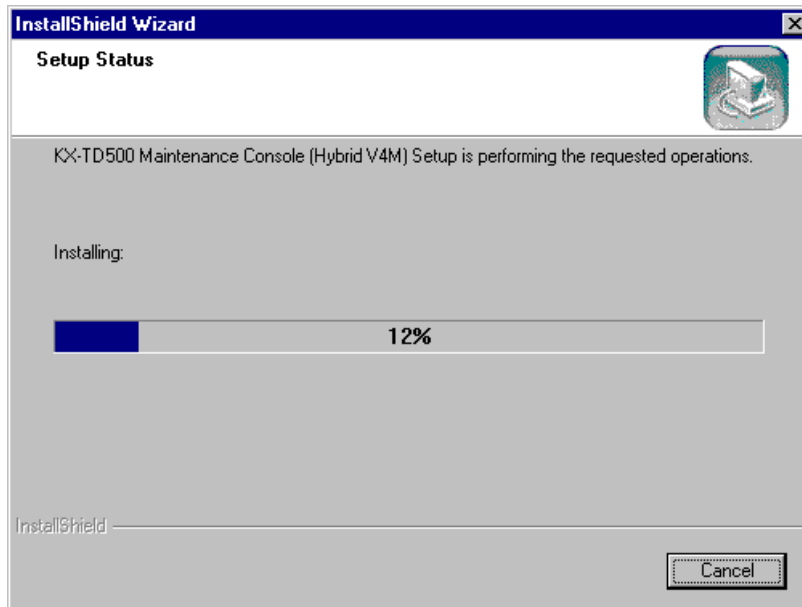 InstallShield Wizard
Setup Status
KX-TD500 Maintenance Console (Hybrid V4M) Setup is performing the requested operations.
Installing:
12%
InstallShield
Cancel